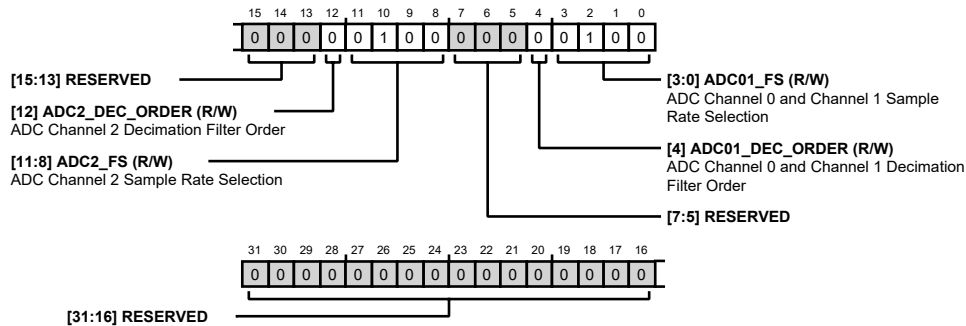 15 14 13 12 11 10 9 8 7 6 5 4 3 2 1 0
0 0 0 0 0 1 0 0 0 0 0 0 0 1 0 0
[15:13] RESERVED
[12] ADC2_DEC_ORDER (R/W)
ADC Channel 2 Decimation Filter Order
[11:8] ADC2_FS (R/W)
ADC Channel 2 Sample Rate Selection
[3:0] ADC01_FS (R/W)
ADC Channel 0 and Channel 1 Sample
Rate Selection
[4] ADC01_DEC_ORDER (R/W)
ADC Channel 0 and Channel 1 Decimation
Filter Order
[7:5] RESERVED
31 30 29 28 27 26 25 24 23 22 21 20 19 18 17 16
0 0 0 0 0 0 0 0 0 0 0 0 0 0 0 0
[31:16] RESERVED